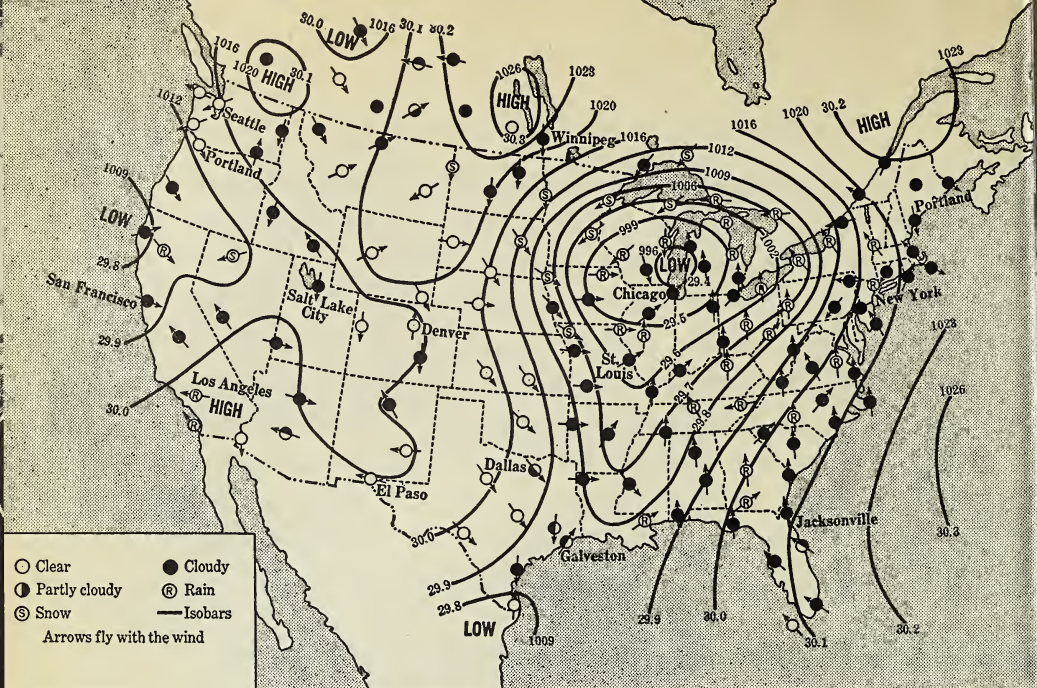 30.0
LOW
1016
30.1
30.2
1016
1020
HIGH
30.1
1026
HIGH
30.3
1023
1020
1023
30.2
HIGH
1020
1016
1012
Seattle
Portland
Winnipeg
1016
1012
1009
1006
1002
999
996
LOW
29.4
29.5
29.6
29.8
Portland
1009
LOW
29.8
San Francisco
29.9
Salt Lake
City
Denver
Chicago
New York
St.
Louis
1023
1026
Los Angeles
HIGH
30.0
Dallas
El Paso
30.0
Galveston
Jacksonville
30.3
29.9
29.8
LOW
1009
29.9
30.0
30.1
30.2
Clear
Cloudy
Partly cloudy
R Rain
S Snow
Isobars
Arrows fly with the wind